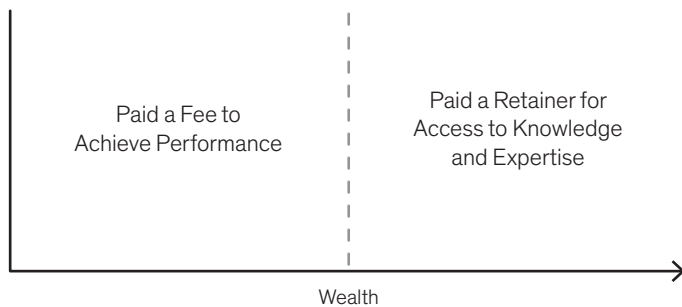 Paid a Fee to
Achieve Performance
Paid a Retainer for
Access to Knowledge
and Expertise
Wealth